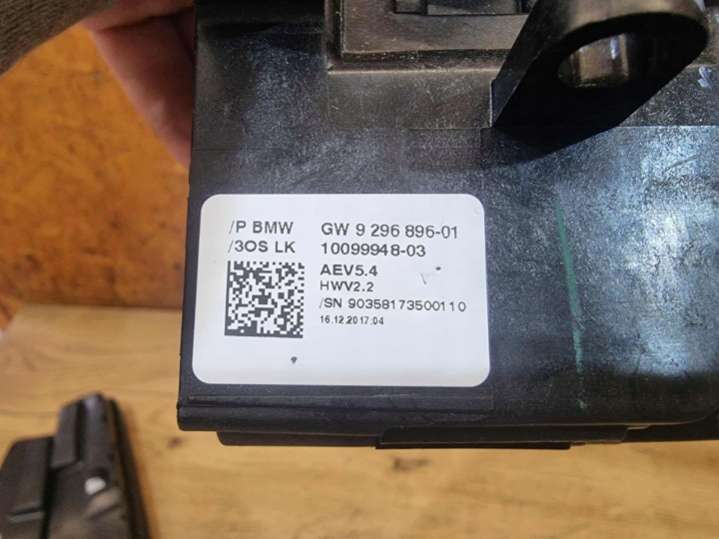 /P BMW GW 9 296 896-01
/3OS LK 10099948-03
AEV5.4
HWV2.2
/SN 90358173500110
16.12.2017:04